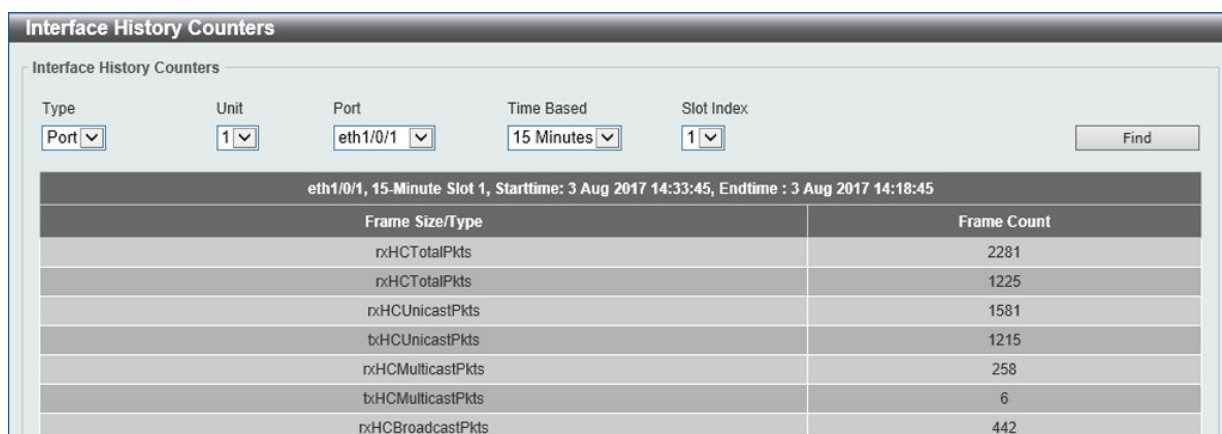 Interface History Counters
Interface History Counters
Type Unit Port Time Based Slot Index
Port 1 eth1/0/1 15 Minutes 1 Find
eth1/0/1, 15-Minute Slot 1, Starttime: 3 Aug 2017 14:33:45, Endtime : 3 Aug 2017 14:18:45
Frame Size/Type Frame Count
rxHCTotalPkts 2281
rxHCTotalPkts 1225
rxHCUnicastPkts 1581
txHCUnicastPkts 1215
rxHCMulticastPkts 258
txHCMulticastPkts 6
rxHCBroadcastPkts 442